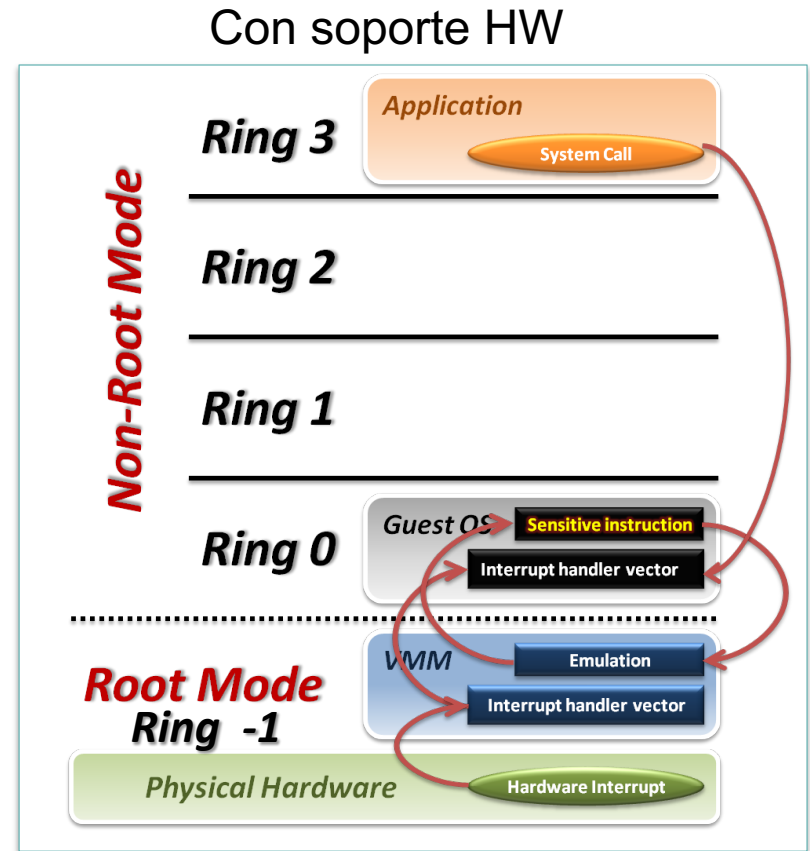 Con soporte HW
Application
Ring 3
System Call
Non-Root Mode
Ring 2
Ring 1
Guest OS
Sensitive instruction
Ring 0
Interrupt handler vector
VMM
Emulation
Root Mode
Interrupt handler vector
Ring -1
Physical Hardware
Hardware Interrupt